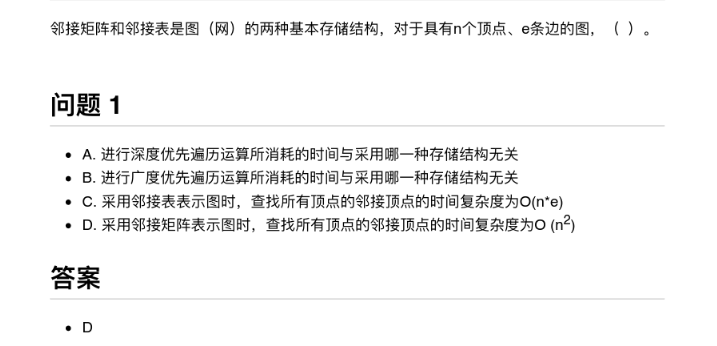 邻接矩阵和邻接表是图（网）的两种基本存储结构，对于具有n个顶点、e条边的图，（ ）。
问题 1
• A. 进行深度优先遍历运算所消耗的时间与采用哪一种存储结构无关
• B. 进行广度优先遍历运算所消耗的时间与采用哪一种存储结构无关
• C. 采用邻接表表示图时，查找所有顶点的邻接顶点的时间复杂度为O(n*e)
• D. 采用邻接矩阵表示图时，查找所有顶点的邻接顶点的时间复杂度为O (n²)
答案
• D